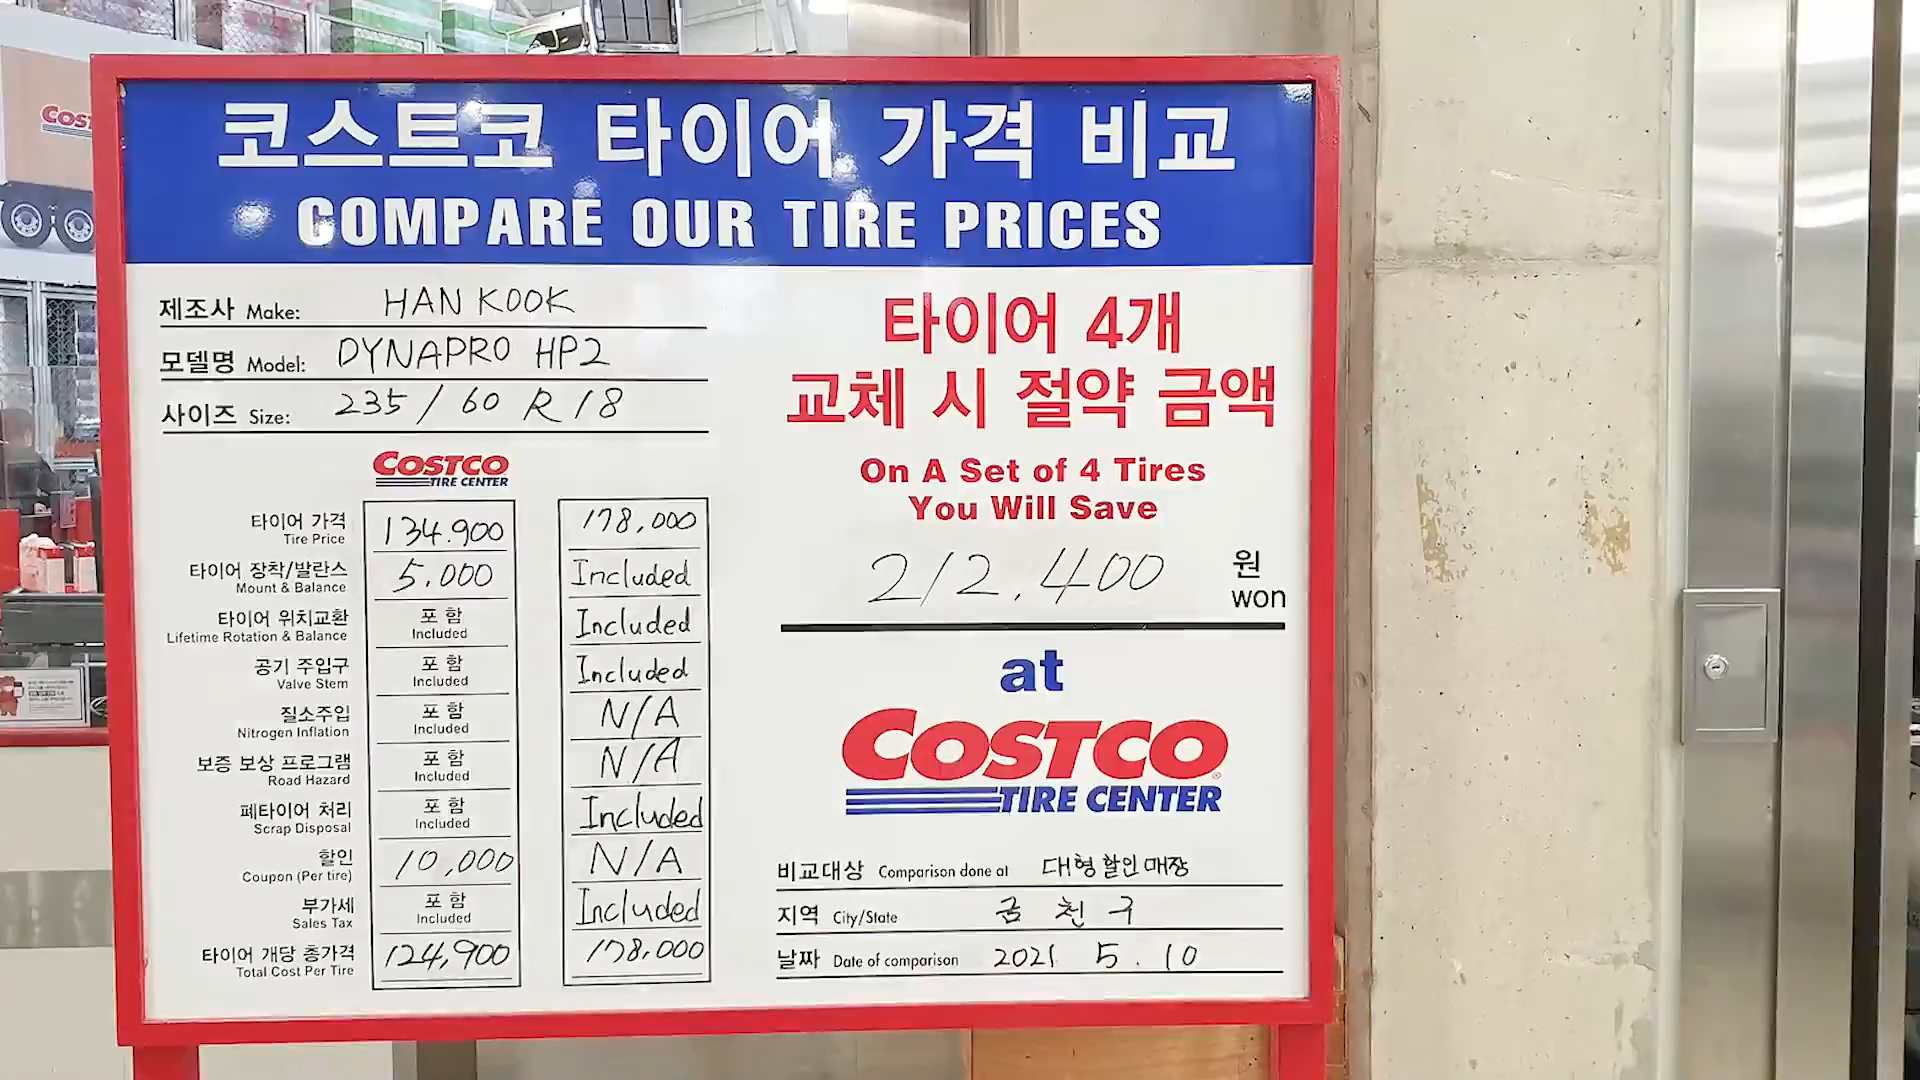 코스트코 타이어 가격 비교
COMPARE OUR TIRE PRICES
제조사 Make: HANKOOK
모델명 Model: DYNAPRO HP2
사이즈 Size: 235/60 R 18
COSTCO
TIRE CENTER
타이어 가격 134.900 178,000
Tire Price
타이어 장착/발란스 5.000 Included
Mount & Balance
타이어 위치교환 포함 Included
Lifetime Rotation & Balance Included
공기 주입구 포함 Included
Valve Stem Included
질소주입 포함 N/A
Nitrogen Inflation Included
보증 보상 프로그램 포함 N/A
Road Hazard Included
폐타이어 처리 포함 Included
Scrap Disposal Included
할인 10,000 N/A
Coupon (Per tire)
부가세 포함 Included
Sales Tax Included
타이어 개당 총가격 124,900 178,000
Total Cost Per Tire
타이어 4개
교체 시 절약 금액
On A Set of 4 Tires
You Will Save
212.400 원
won
at
COSTCO
TIRE CENTER
비교대상 Comparison done at 대형할인매장
지역 City/State 금천구
날짜 Date of comparison 2021 5.10